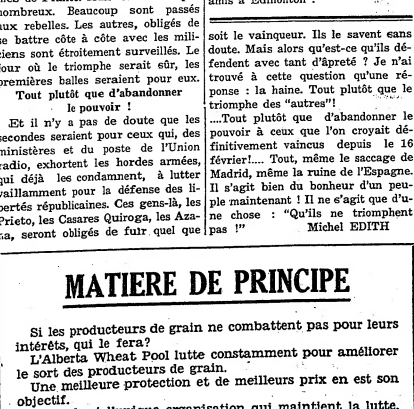 nombreux. Beaucoup sont passés
aux rebelles. Les autres, obligés de
se battre côte à côte avec les mili-
ciens sont étroitement surveillés. Le
jour où le triomphe serait sûr, les
premières balles seraient pour eux.
Tout plutôt que d'abandonner
le pouvoir !
Et il n'y a pas de doute que les
secondes seraient pour ceux qui, des
ministères et du poste de l'Union
radio, exhortent les hordes armées,
qui déjà les condamnent, à lutter
vaillamment pour la défense des li-
bertés républicaines. Ces gens-là, les
Prieto, les Casares Quiroga, les Aza-
ña, seront obligés de fuir quel que
amis à Edmonton !
soit le vainqueur. Ils le savent sans
doute. Mais alors qu'est-ce qu'ils dé-
fendent avec tant d'âpreté ? Je n'ai
trouvé à cette question qu'une ré-
ponse : la haine. Tout plutôt que le
triomphe des "autres"!
....Tout plutôt que d'abandonner le
pouvoir à ceux que l'on croyait dé-
finitivement vaincus depuis le 16
février!.... Tout, même le saccage de
Madrid, même la ruine de l'Espagne.
Il s'agit bien du bonheur d'un peu-
ple maintenant ! Il ne s'agit que d'u-
ne chose : "Qu'ils ne triomphent
pas !" Michel EDITH
MATIERE DE PRINCIPE
Si les producteurs de grain ne combattent pas pour leurs
intérêts, qui le fera?
L'Alberta Wheat Pool lutte constamment pour améliorer
le sort des producteurs de grain.
Une meilleure protection et de meilleurs prix en est son
objectif.
organisation qui maintient la lutte,